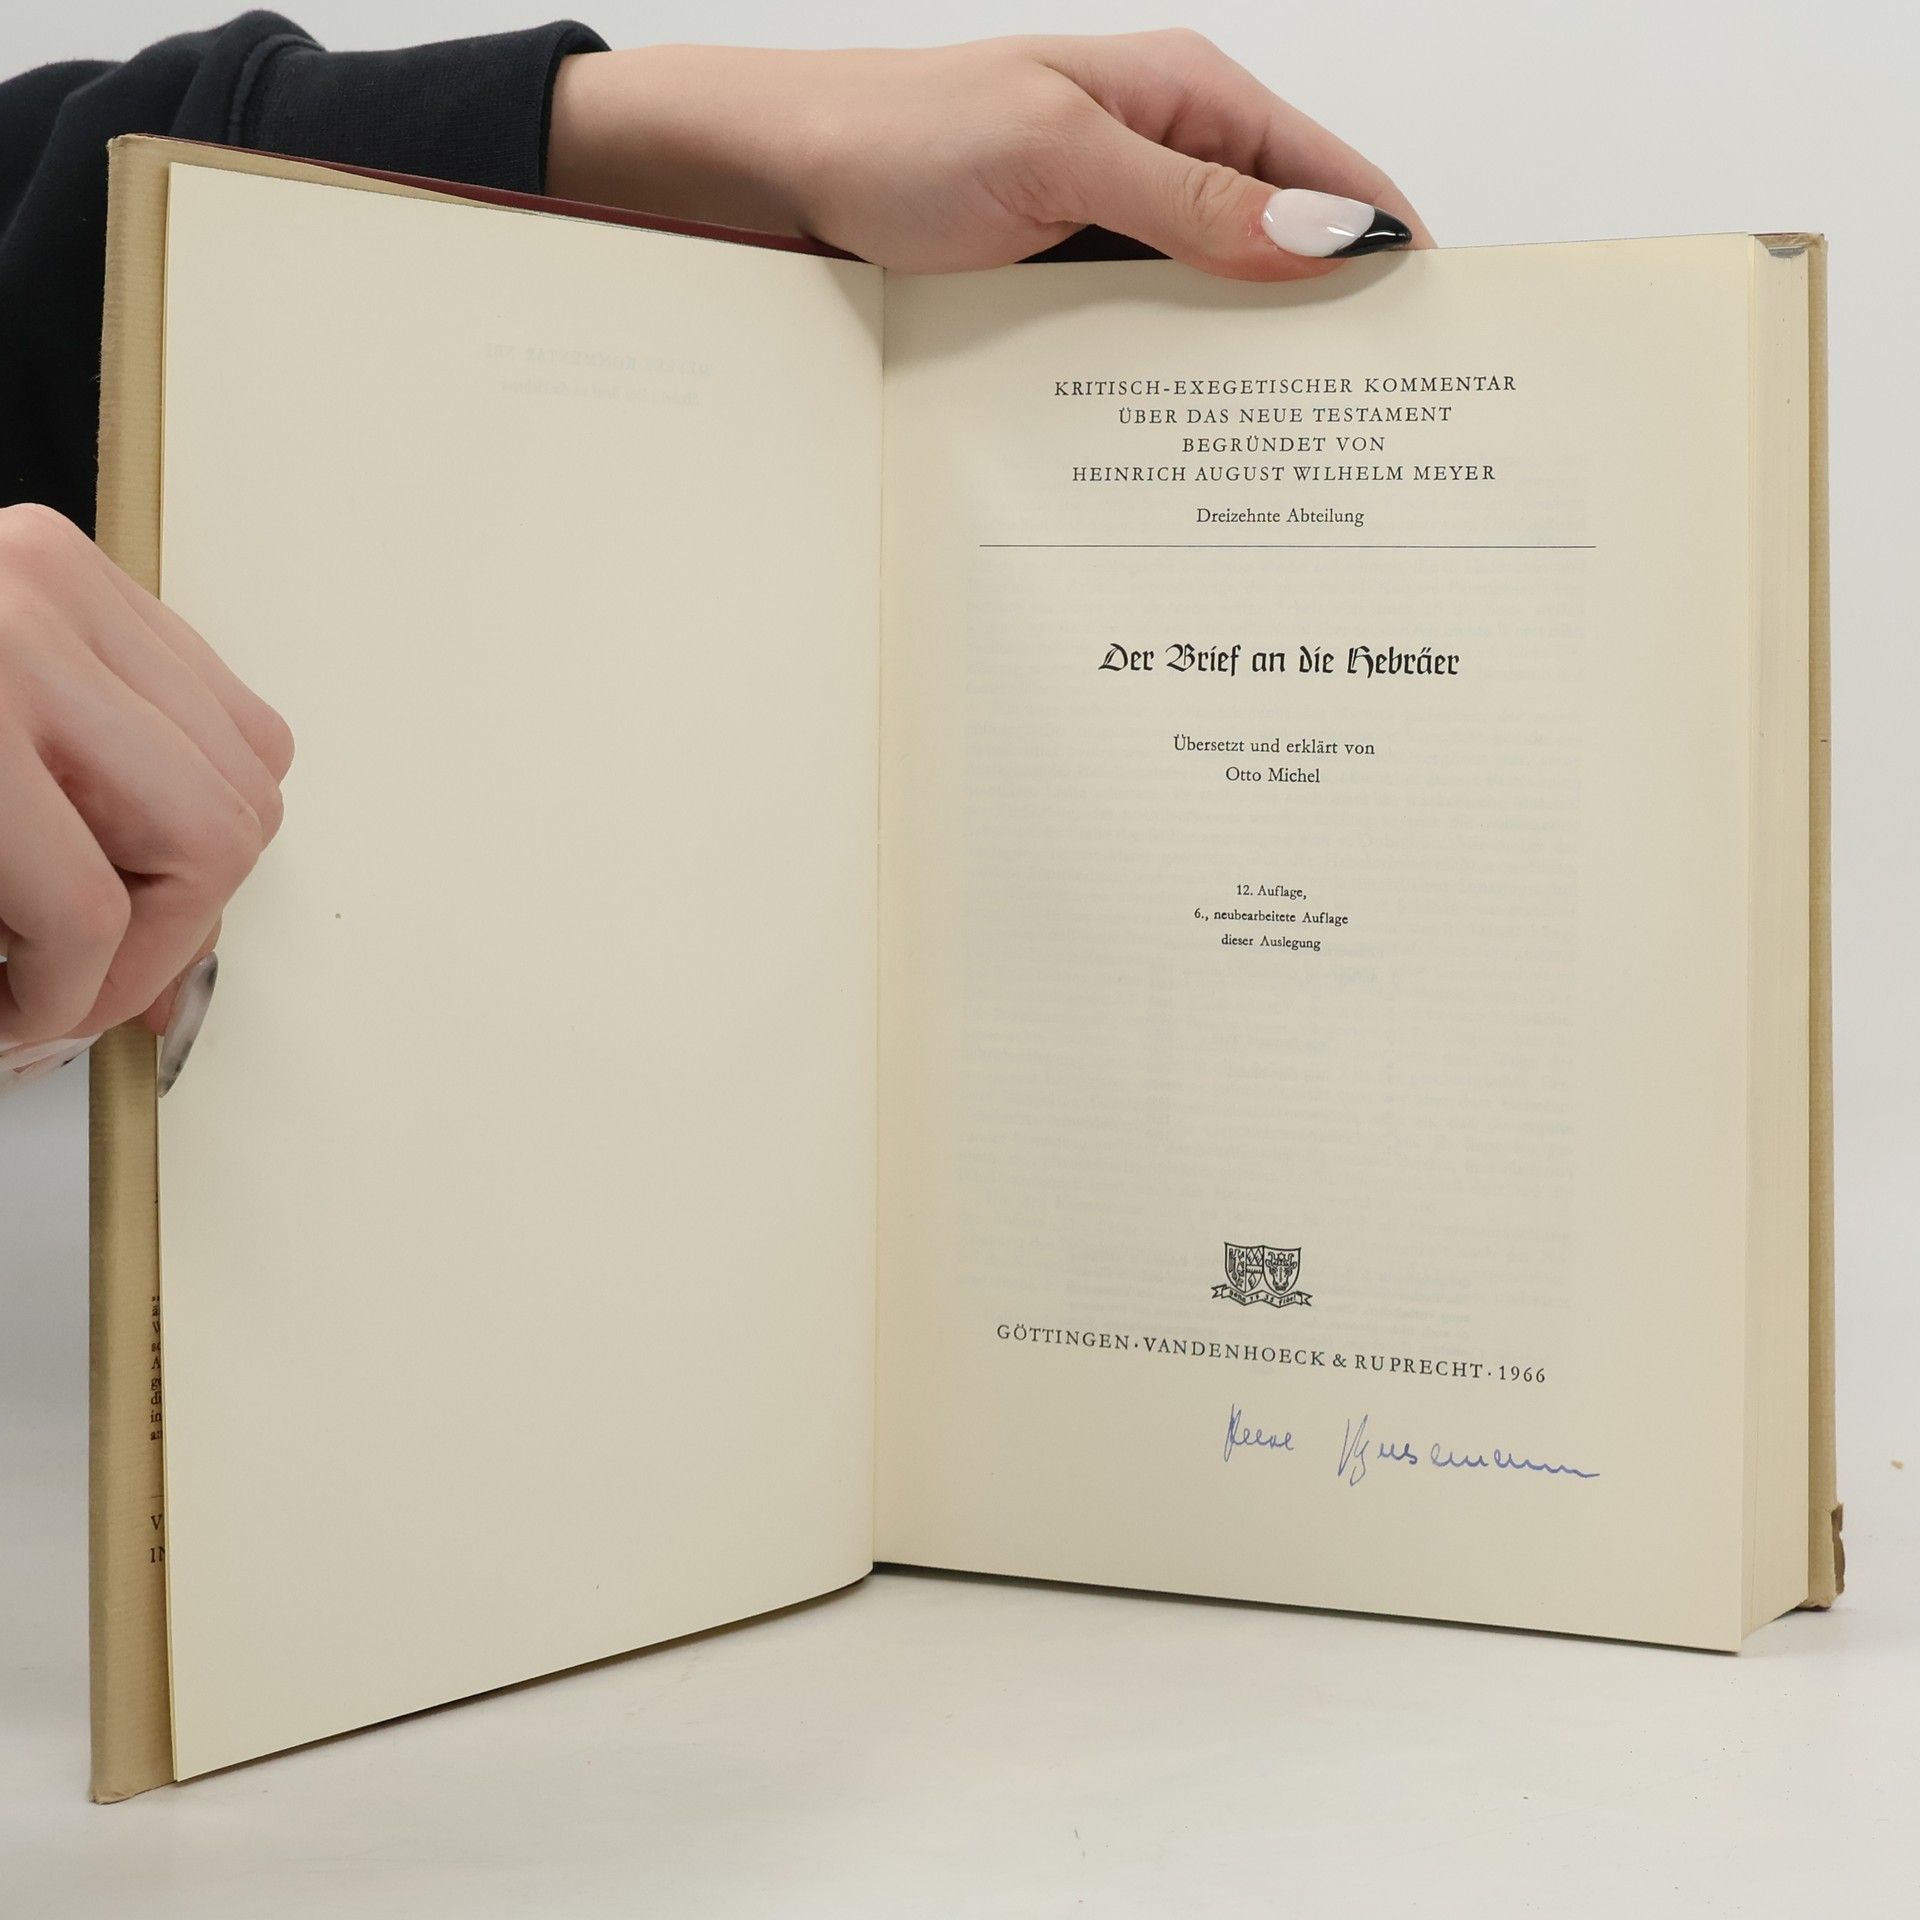 KRITISCH-EXEGETISCHER KOMMENTAR
ÜBER DAS NEUE TESTAMENT
BEGRÜNDET VON
HEINRICH AUGUST WILHELM MEYER
Dreizehnte Abteilung
Der Brief an die Hebräer
Übersetzt und erklärt von
Otto Michel
12. Auflage,
6., neubearbeitete Auflage
dieser Auslegung
GÖTTINGEN · VANDENHOECK & RUPRECHT · 1966